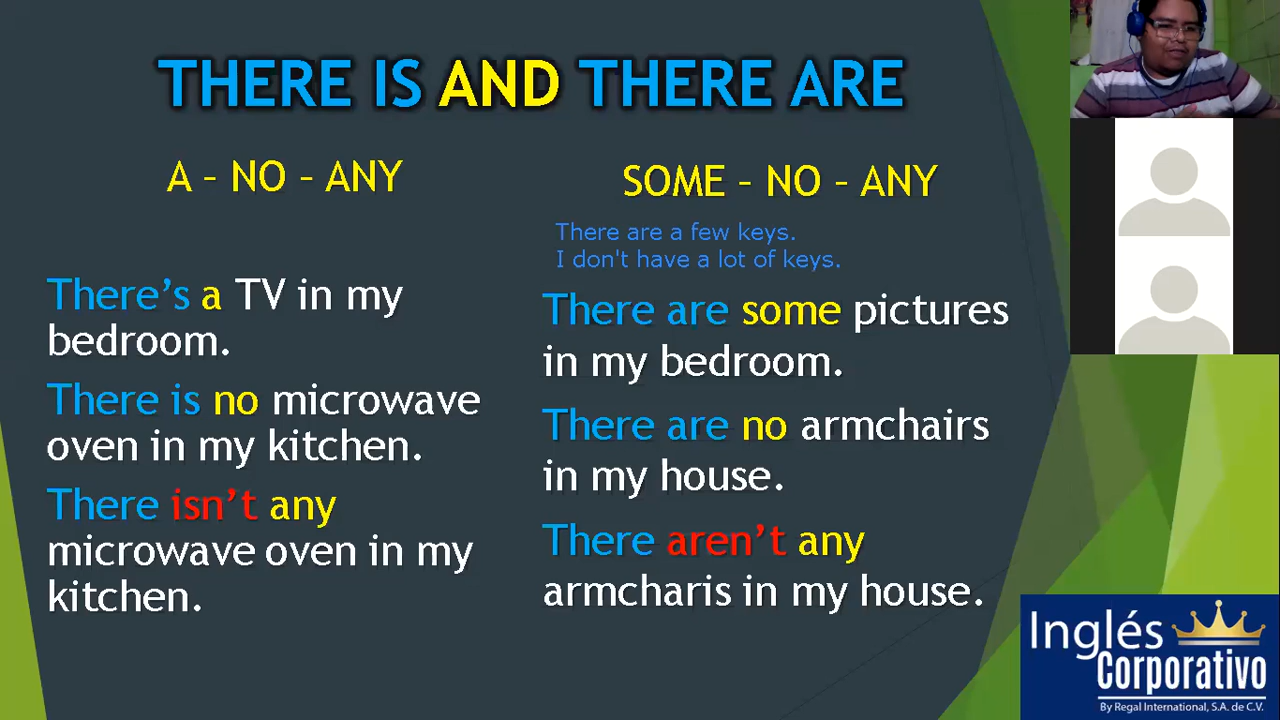 THERE IS AND THERE ARE
A – NO – ANY
There's a TV in my
bedroom.
There is no microwave
oven in my kitchen.
There isn't any
microwave oven in my
kitchen.
SOME – NO – ANY
There are a few keys.
I don't have a lot of keys.
There are some pictures
in my bedroom.
There are no armchairs
in my house.
There aren't any
armcharis in my house.
Inglés
Corporativo
By Regal International, S.A. de C.V.